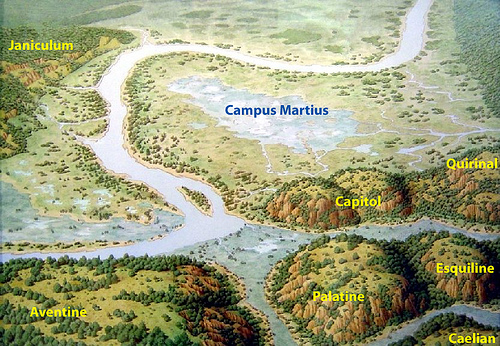 Janiculum
Campus Martius
Quirinal
Capitol
Esquiline
Palatine
Aventine
Caelian